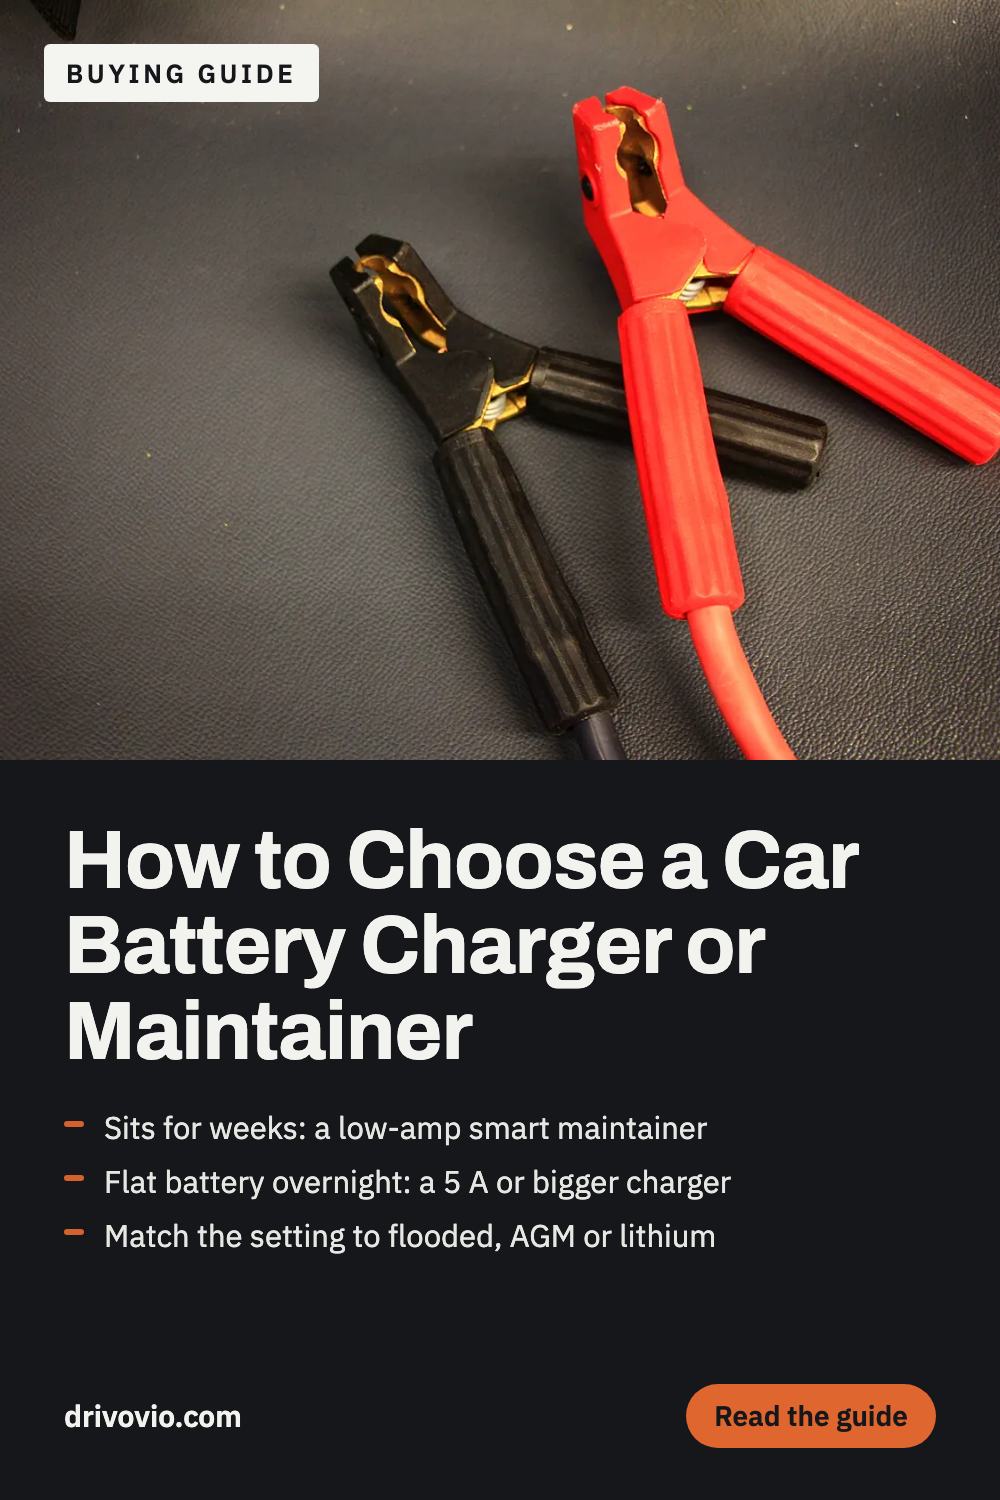 BUYING GUIDE
How to Choose a Car
Battery Charger or
Maintainer
Sits for weeks: a low-amp smart maintainer
Flat battery overnight: a 5 A or bigger charger
Match the setting to flooded, AGM or lithium
drivovio.com
Read the guide